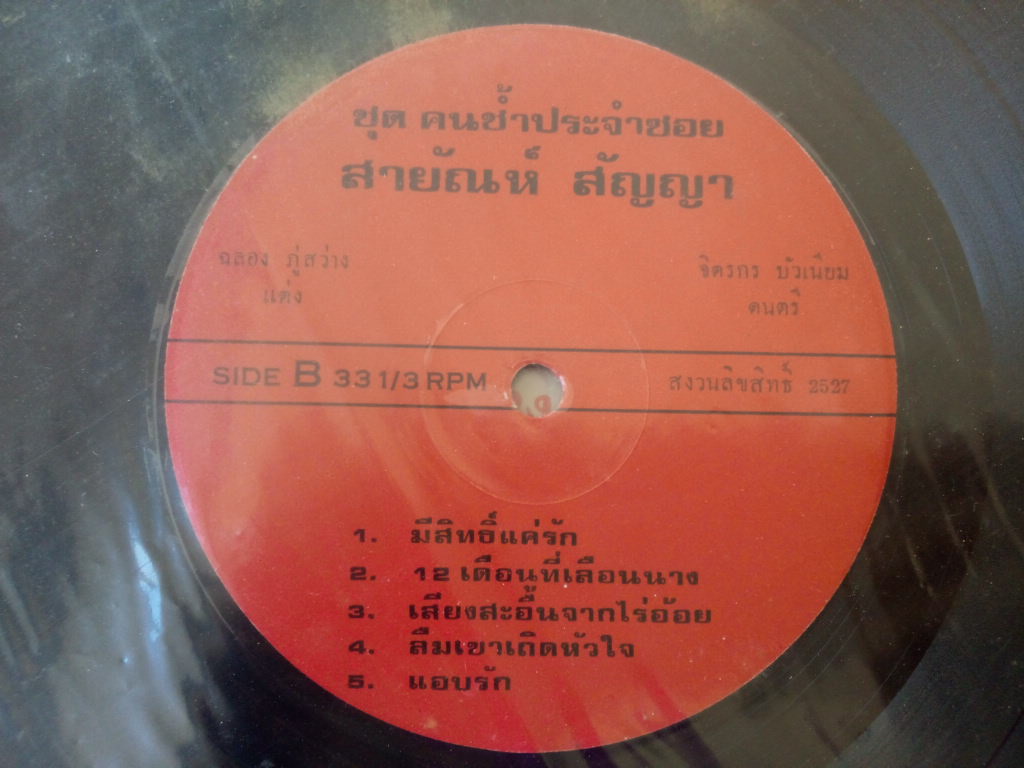 ชุด คนช้ำประจำซอย
สายัณห์ สัญญา
ฉลอง ภู่สว่าง
แต่ง
จิตรกร บัวเนียม
ดนตรี
SIDE B 33 1/3 RPM
สงวนลิขสิทธิ์ 2527
1. มีสิทธิ์แค่รัก
2. 12 เดือนที่เลือนนาง
3. เสียงสะอื้นจากไร่อ้อย
4. ลืมเขาเถิดหัวใจ
5. แอบรัก